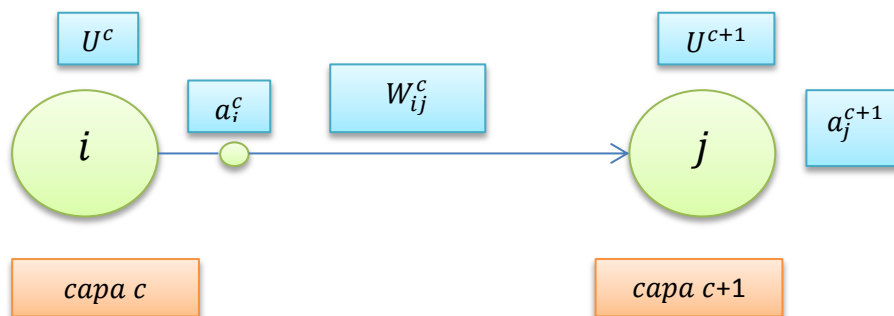 U^c
U^{c+1}
a_i^c
W_{ij}^c
a_j^{c+1}
i
j
capa c
capa c+1